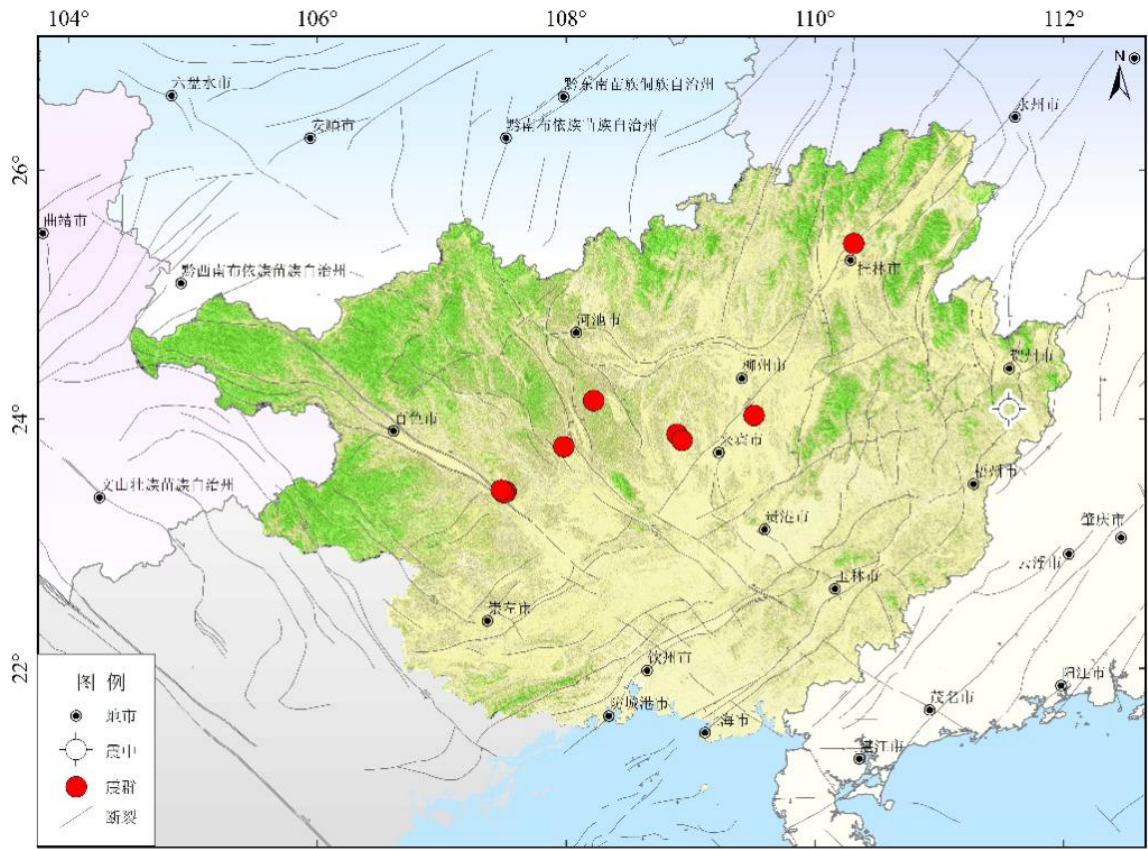 104°
106°
108°
110°
112°
N
26°
24°
22°
六盘水市
黔东南苗族侗族自治州
永州市
安顺市
黔南布依族苗族自治州
曲靖市
黔西南布依族苗族自治州
桂林市
河池市
柳州市
贺州市
百色市
来宾市
文山壮族苗族自治州
梧州市
贵港市
肇庆市
云浮市
玉林市
崇左市
钦州市
阳江市
防城港市
海市
茂名市
湛江市
图 例
地市
震中
震群
断裂